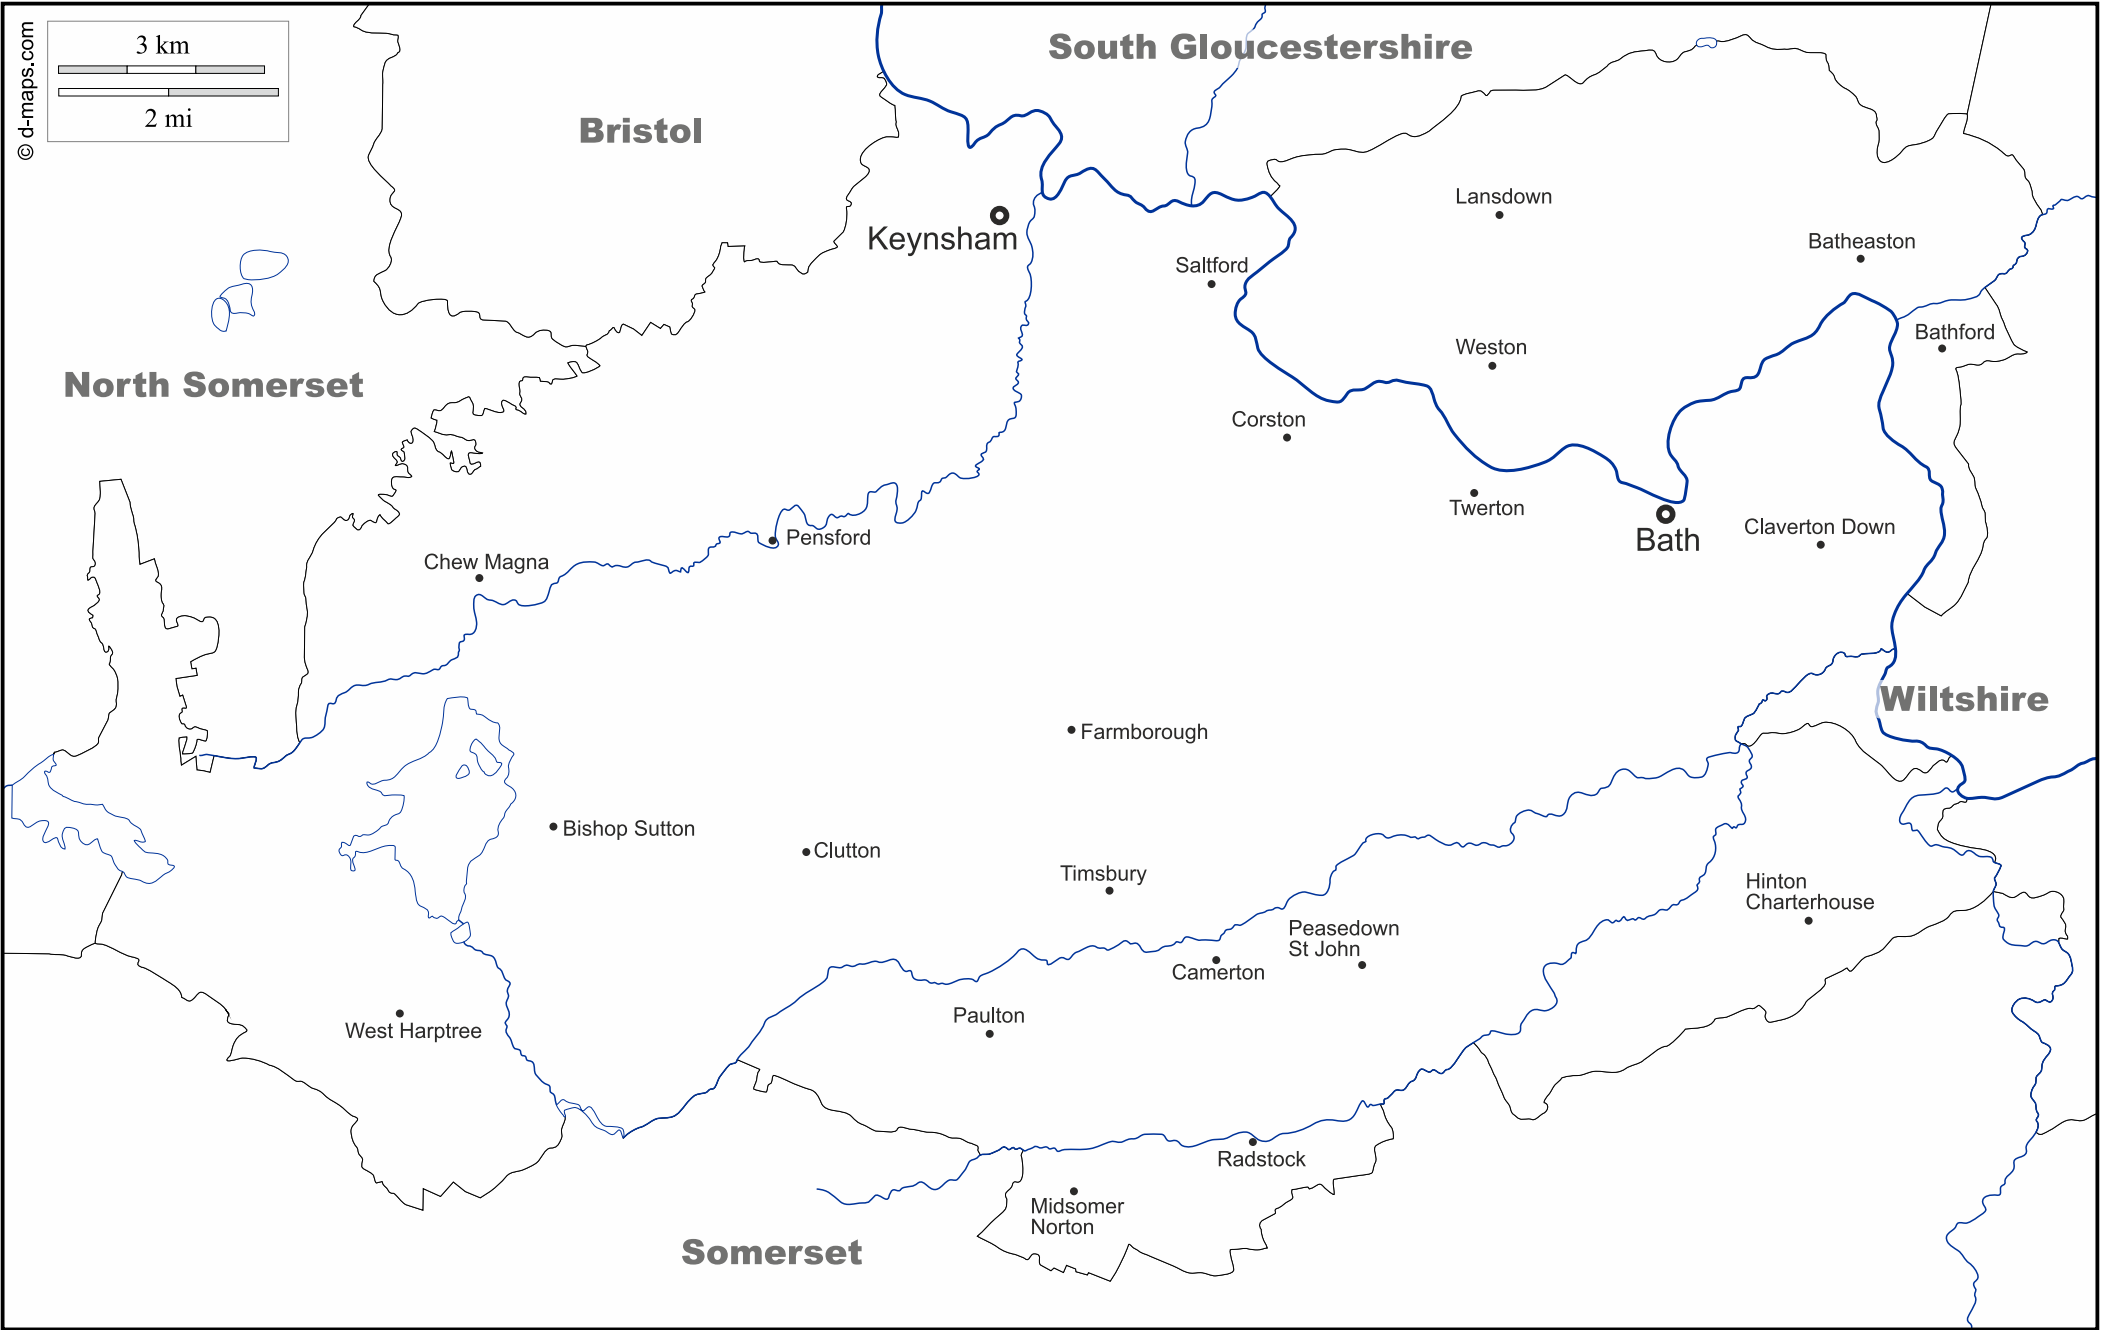 © d-maps.com
3 km
2 mi
South Gloucestershire
Bristol
Lansdown
Keynsham
Batheaston
Saltford
Bathford
Weston
North Somerset
Corston
Twerton
Claverton Down
Pensford
Bath
Chew Magna
Wiltshire
Farmborough
Bishop Sutton
Clutton
Timsbury
Hinton
Charterhouse
Peasedown
St John
Camerton
Paulton
West Harptree
Radstock
Midsomer
Norton
Somerset